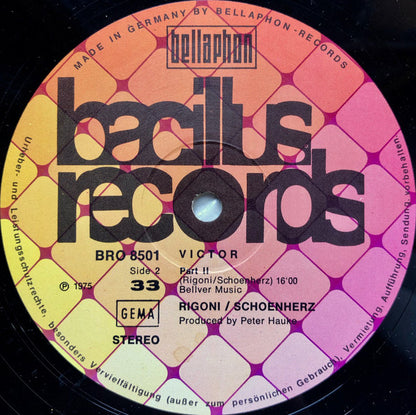 MADE IN GERMANY BY BELLAPHON-RECORDS
bellaphon
bacillus
records
BRO 8501 VICTOR
Side 2 Part II
(Rigoni/Schoenherz) 16'00
℗ 1975 33 Bellver Music
GEMA RIGONI / SCHOENHERZ
Produced by Peter Hauke
STEREO
Urheber- und Leistungsschutzrechte, besonders Vervielfältigung (außer zum persönlichen Gebrauch), Vermietung, Aufführung, Sendung vorbehalten.